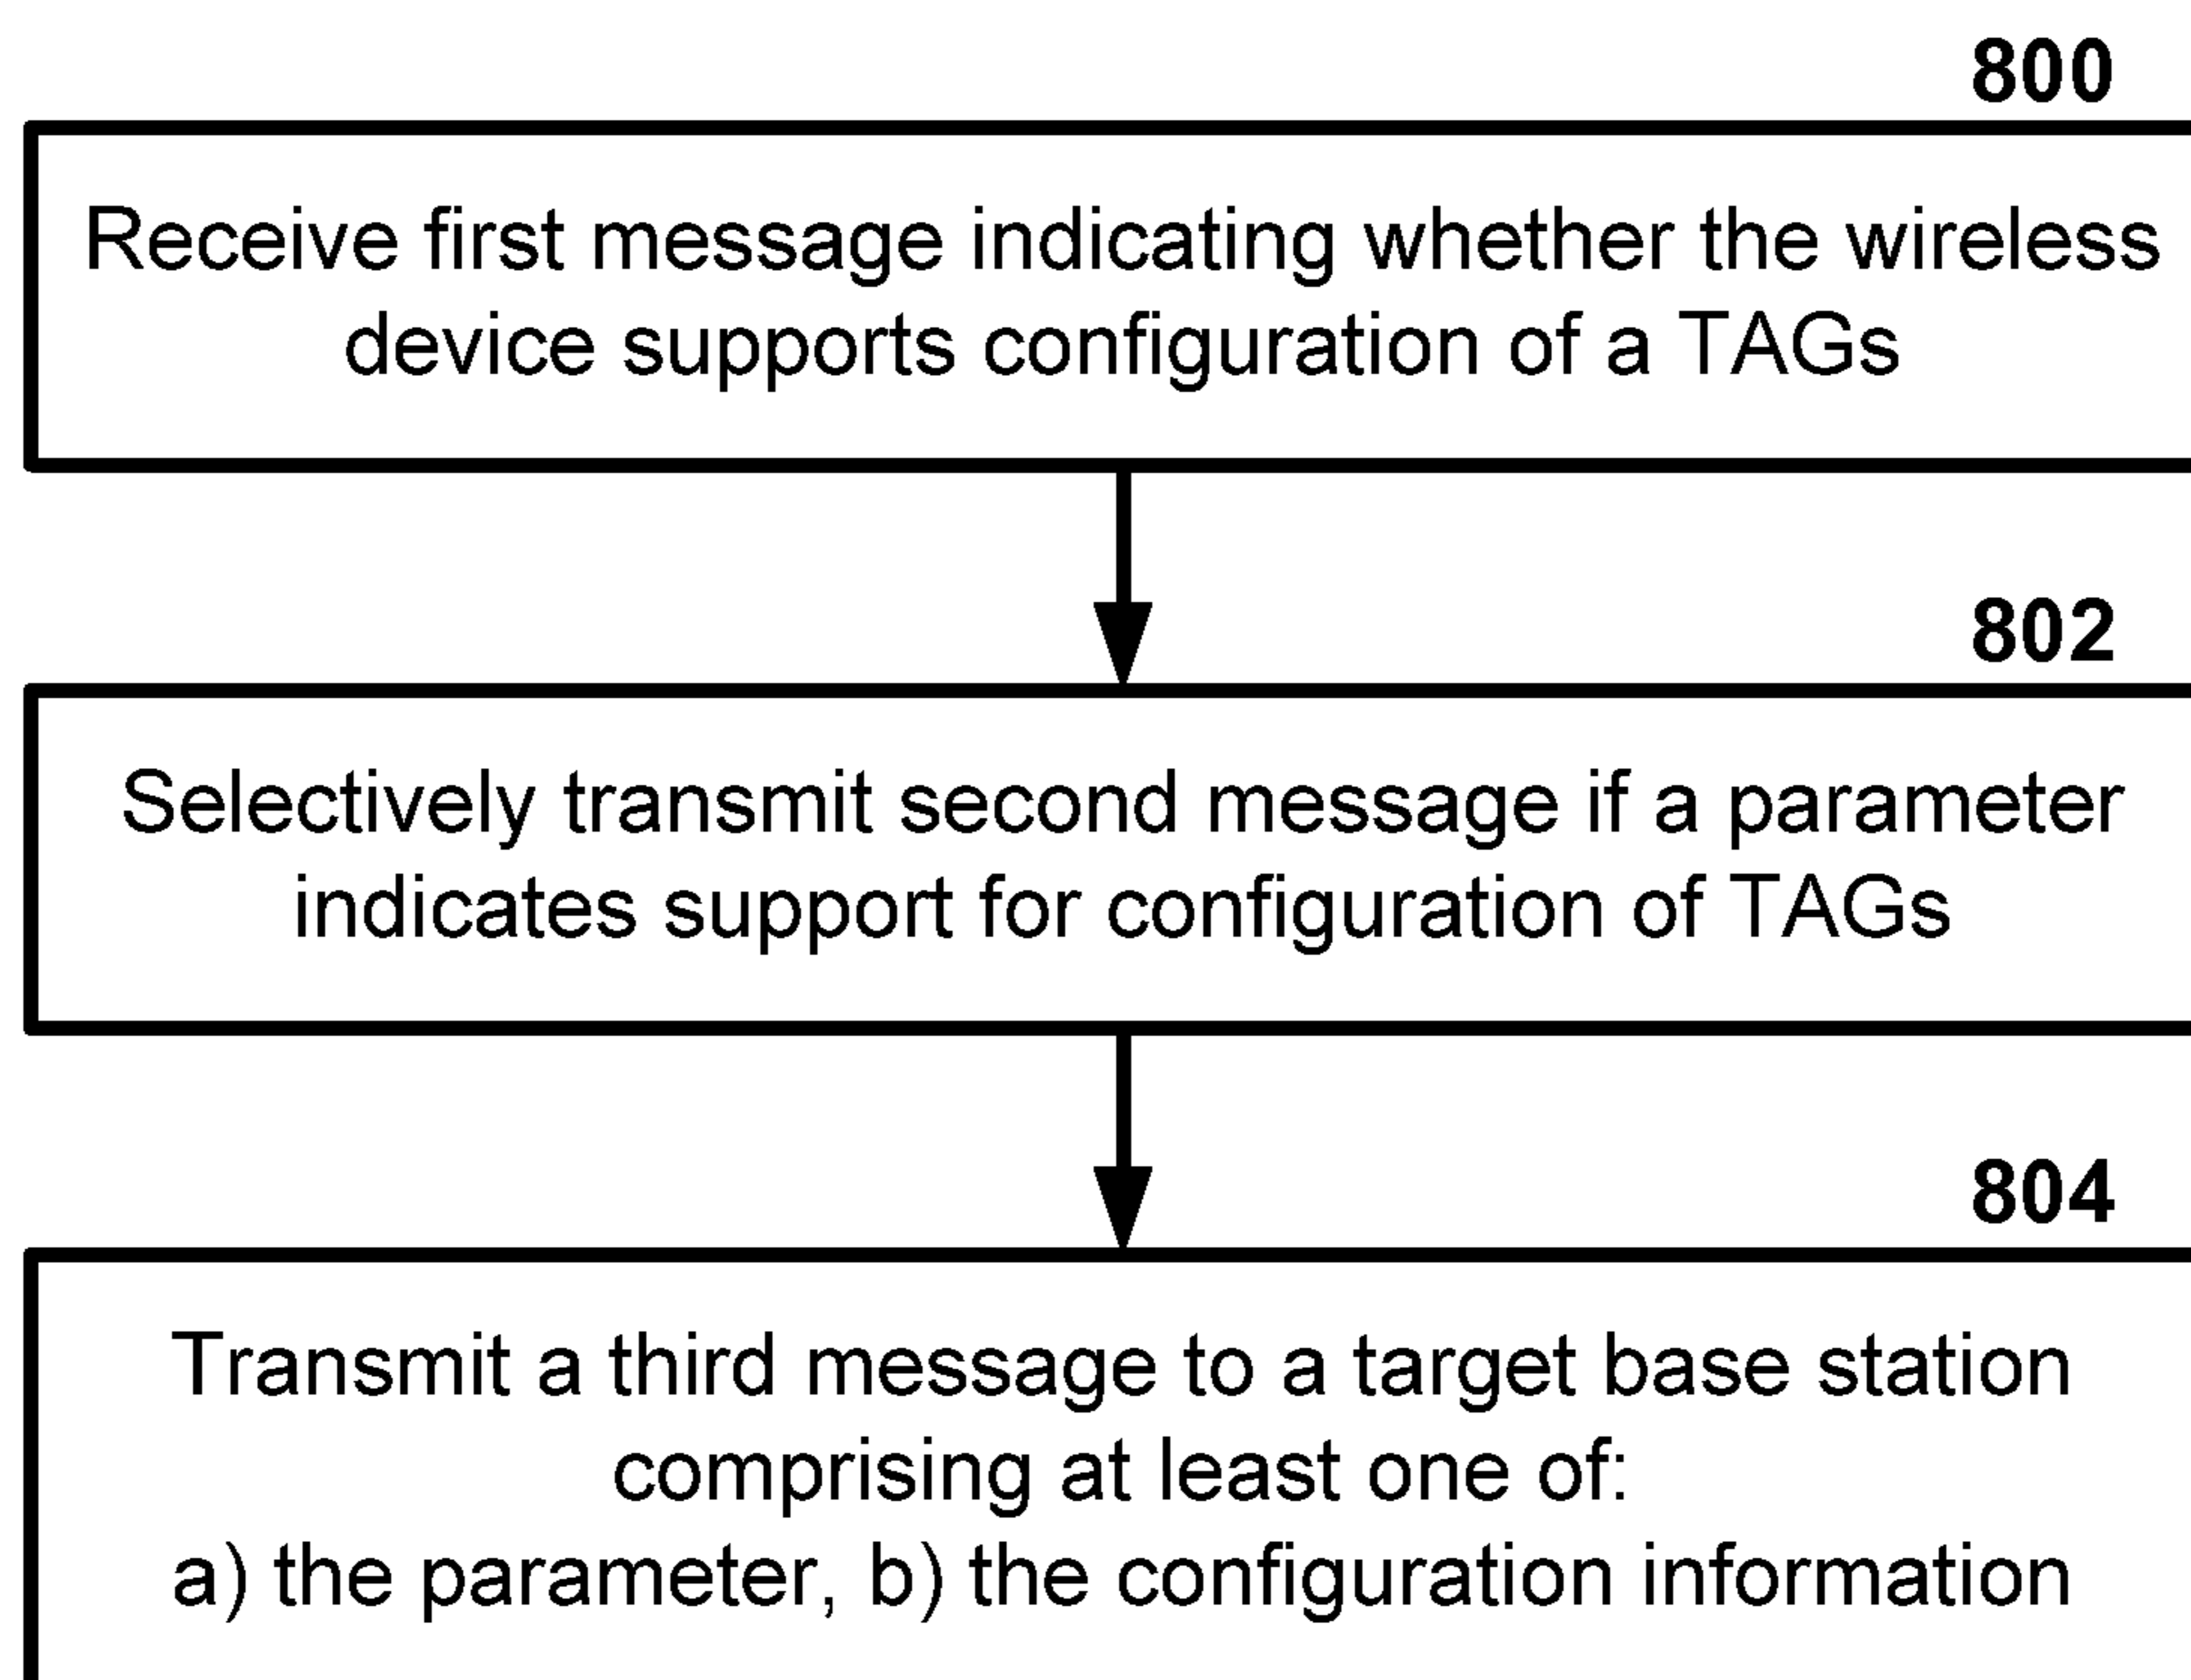 800
Receive first message indicating whether the wireless
device supports configuration of a TAGs
802
Selectively transmit second message if a parameter
indicates support for configuration of TAGs
804
Transmit a third message to a target base station
comprising at least one of:
a) the parameter, b) the configuration information